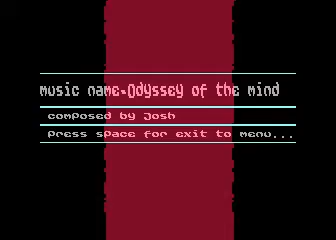 music name.Odyssey of the mind
composed by Josh
Press space for exit to menu...